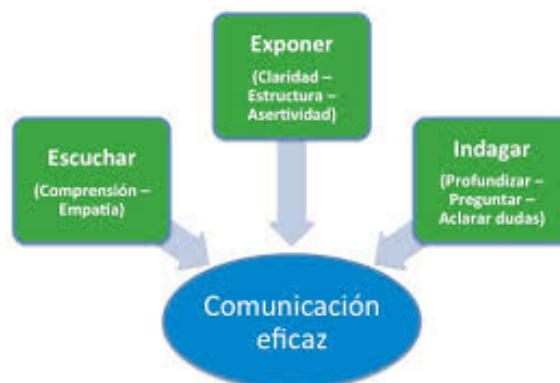 Exponer
(Claridad –
Estructura –
Asertividad)
Escuchar
(Comprensión –
Empatía)
Indagar
(Profundizar –
Preguntar –
Aclarar dudas)
Comunicación
eficaz